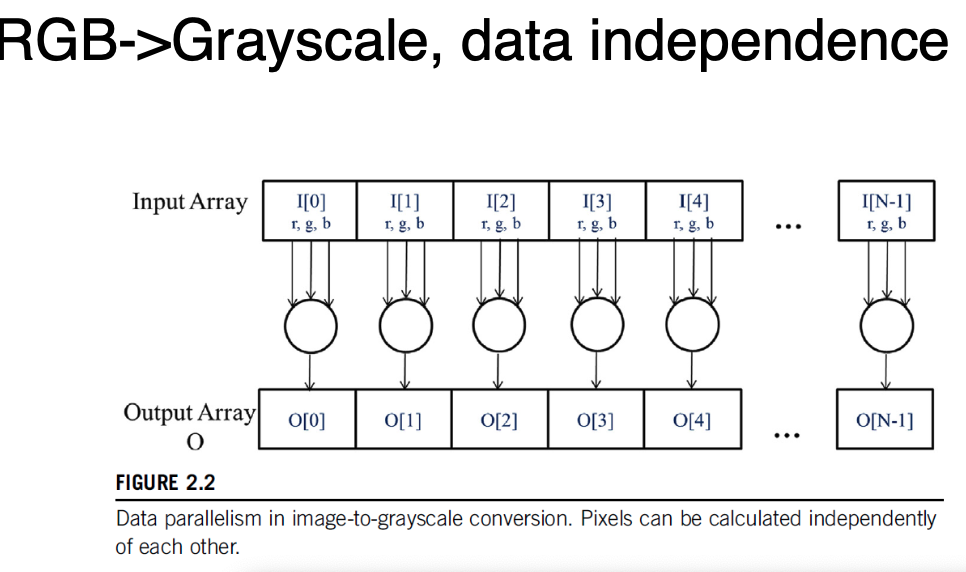 RGB->Grayscale, data independence
Input Array
I[0] I[1] I[2] I[3] I[4] ... I[N-1]
r, g, b r, g, b r, g, b r, g, b r, g, b r, g, b
Output Array
O
O[0] O[1] O[2] O[3] O[4] ... O[N-1]
FIGURE 2.2
Data parallelism in image-to-grayscale conversion. Pixels can be calculated independently
of each other.